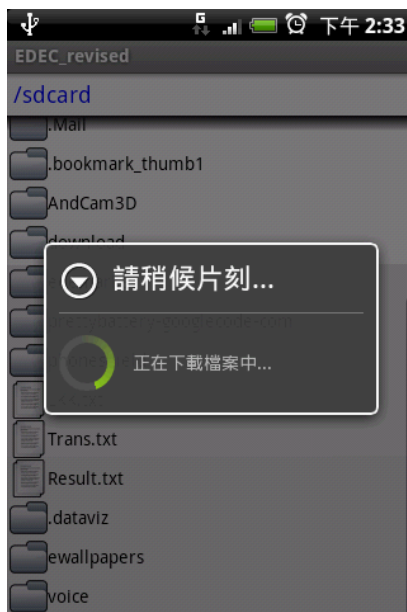 G
下午 2:33
EDEC_revised
/sdcard
.Mail
.bookmark_thumb1
AndCam3D
download
請稍候片刻...
正在下載檔案中...
Trans.txt
Result.txt
.dataviz
ewallpapers
voice